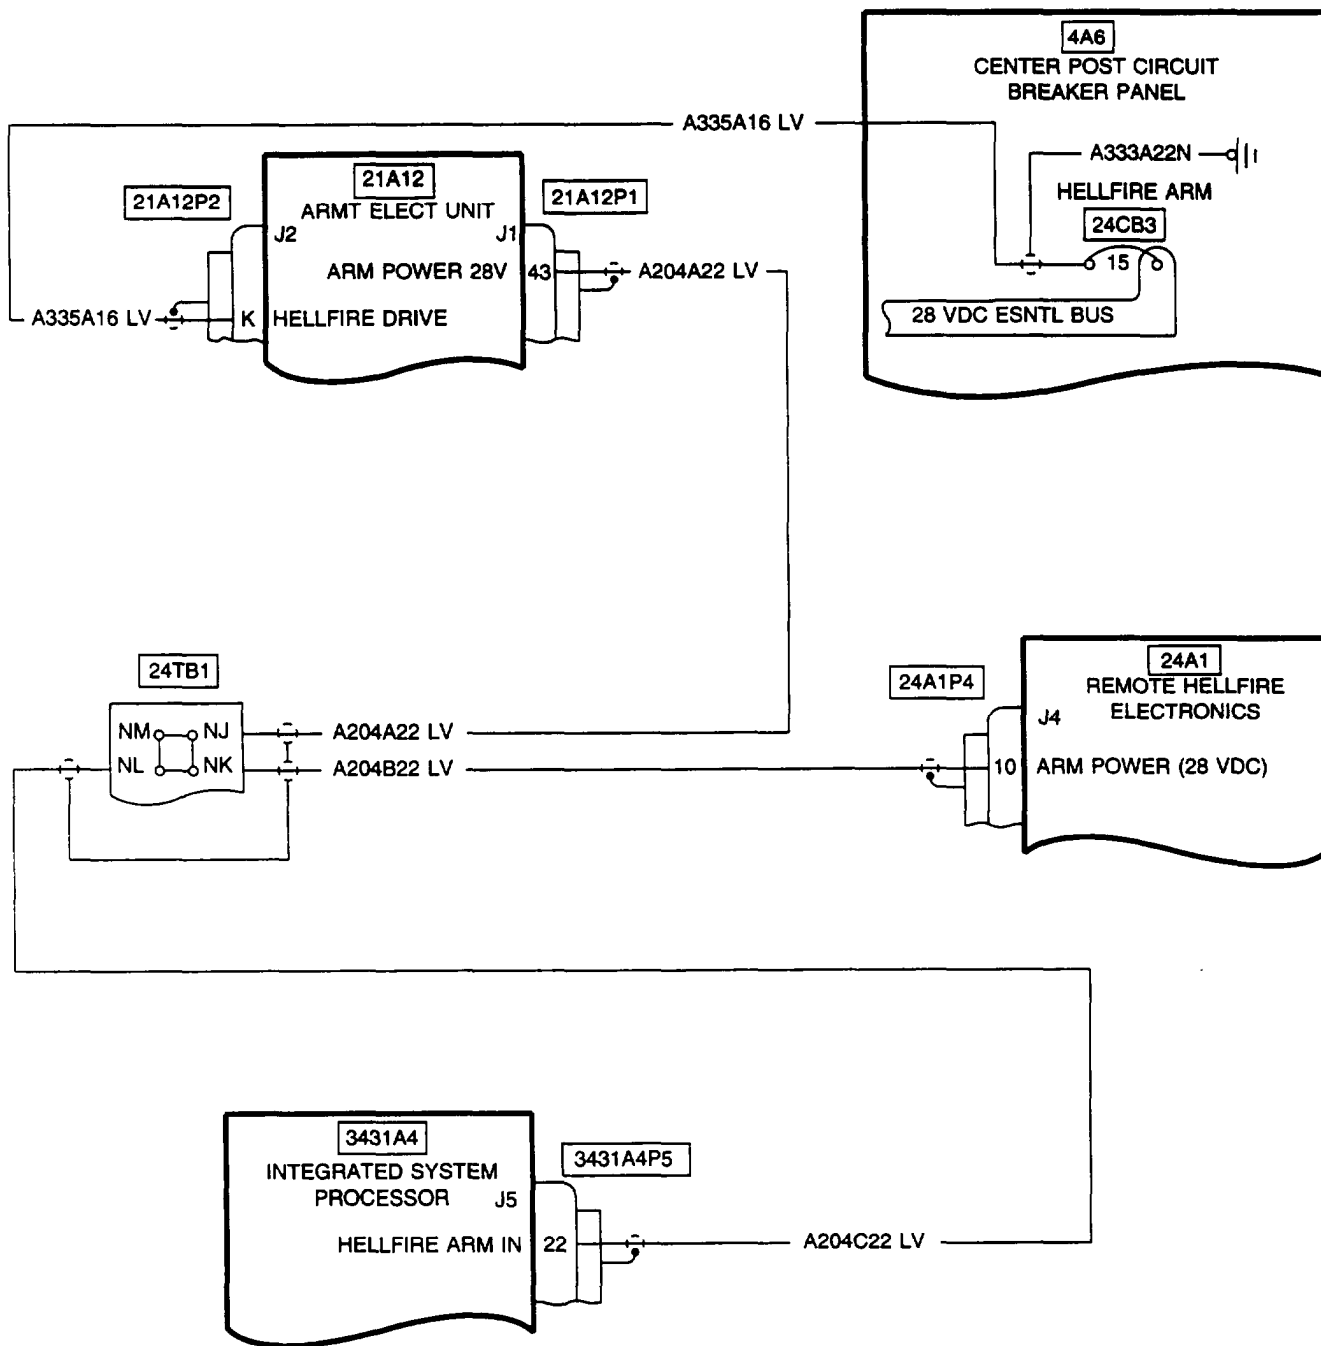 4A6
CENTER POST CIRCUIT
BREAKER PANEL
A335A16 LV
A333A22N
HELLFIRE ARM
24CB3
15
28 VDC ESNTL BUS
21A12P2
21A12
21A12P1
ARMT ELECT UNIT
J2
J1
ARM POWER 28V
43
A204A22 LV
A335A16 LV
K
HELLFIRE DRIVE
24TB1
NM
NJ
A204A22 LV
NL
NK
A204B22 LV
24A1P4
24A1
REMOTE HELLFIRE
ELECTRONICS
J4
10
ARM POWER (28 VDC)
3431A4
3431A4P5
INTEGRATED SYSTEM
PROCESSOR
J5
HELLFIRE ARM IN
22
A204C22 LV